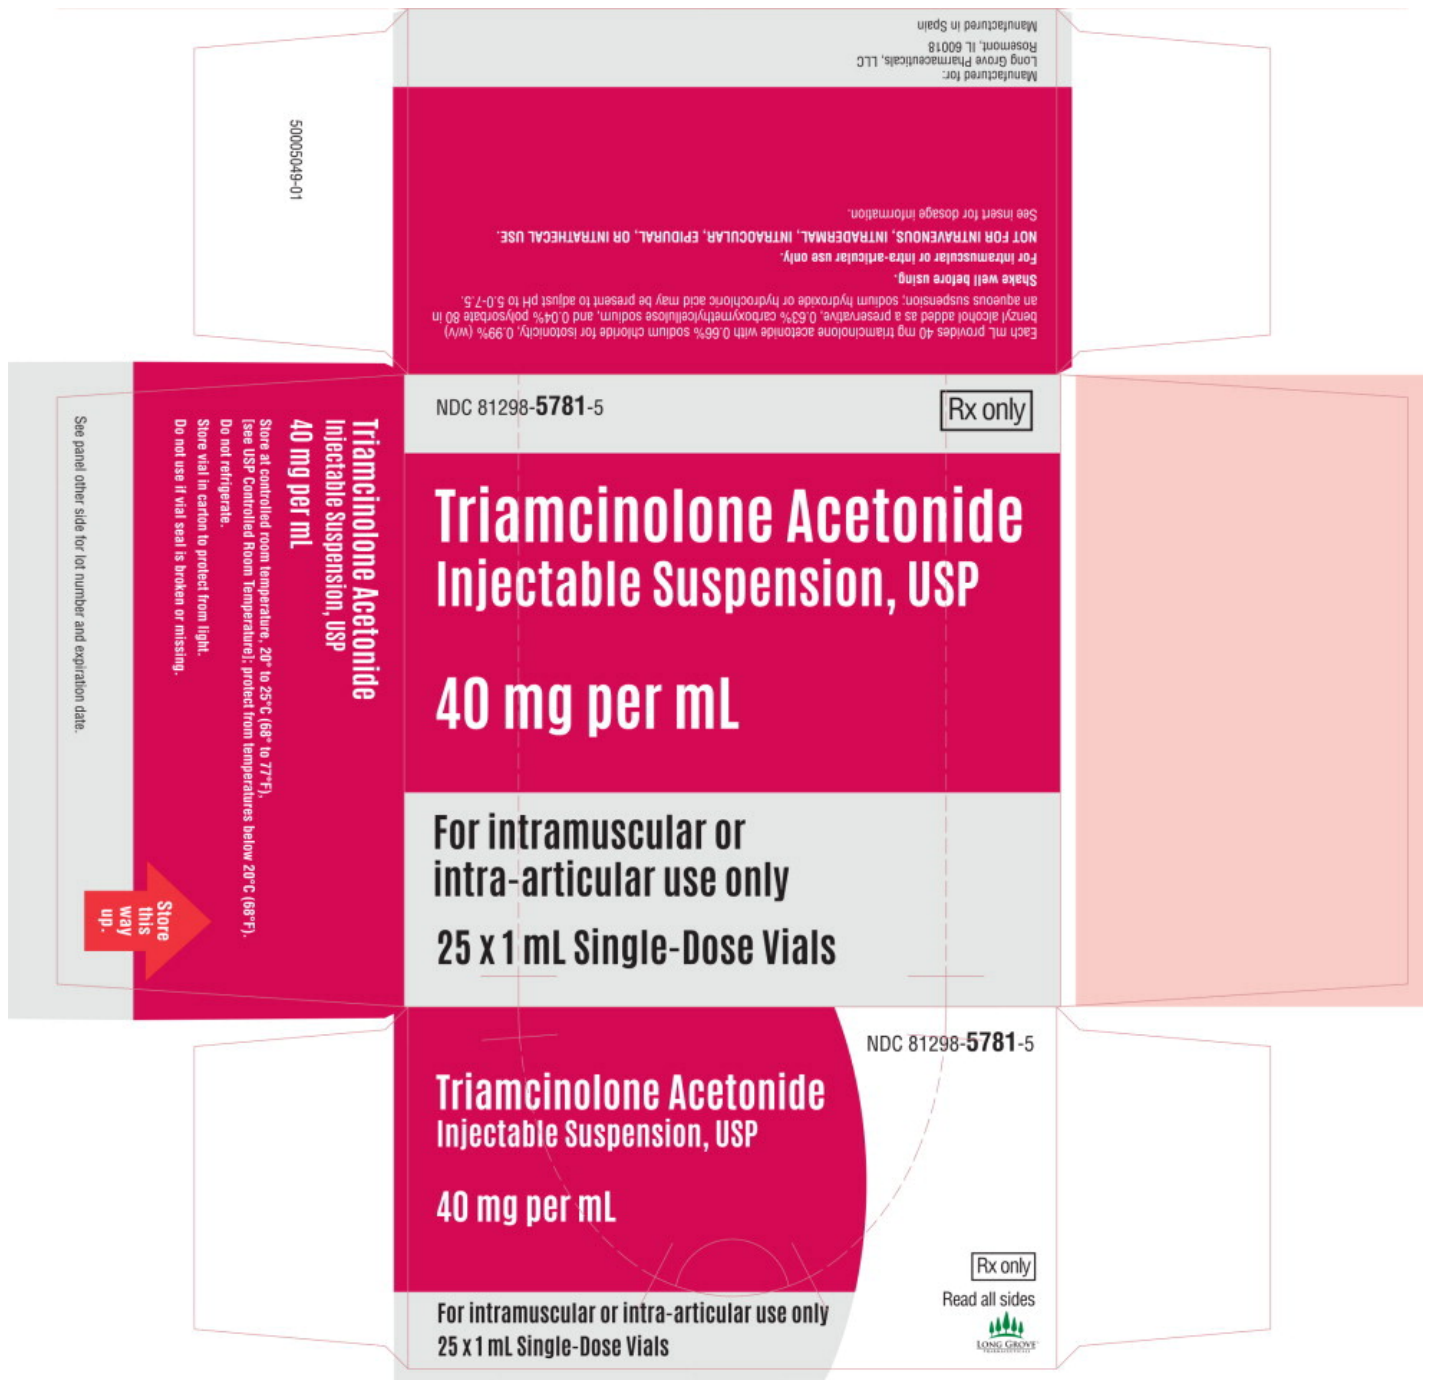 Manufactured for:
Long Grove Pharmaceuticals, LLC
Rosemont, IL 60018
Manufactured in Spain
Each mL provides 40 mg triamcinolone acetonide with 0.66% sodium chloride for isotonicity, 0.99% (w/v)
benzyl alcohol added as a preservative, 0.63% carboxymethylcellulose sodium, and 0.04% polysorbate 80 in
an aqueous suspension; sodium hydroxide or hydrochloric acid may be present to adjust pH to 5.0-7.5.
Shake well before using.
For intramuscular or intra-articular use only.
NOT FOR INTRAVENOUS, INTRADERMAL, INTRAOCULAR, EPIDURAL, OR INTRATHECAL USE.
See insert for dosage information.
50005049-01
Triamcinolone Acetonide
Injectable Suspension, USP
40 mg per mL
Store at controlled room temperature, 20° to 25°C (68° to 77°F),
[see USP Controlled Room Temperature]; protect from temperatures below 20°C (68°F).
Do not refrigerate.
Store vial in carton to protect from light.
Do not use if vial seal is broken or missing.
See panel other side for lot number and expiration date.
Store
this
way
up.
NDC 81298-5781-5
Rx only
Triamcinolone Acetonide
Injectable Suspension, USP
40 mg per mL
For intramuscular or
intra-articular use only
25 x 1 mL Single-Dose Vials
NDC 81298-5781-5
Triamcinolone Acetonide
Injectable Suspension, USP
40 mg per mL
Rx only
Read all sides
For intramuscular or intra-articular use only
25 x 1 mL Single-Dose Vials
LONG GROVE™
PHARMACEUTICALS